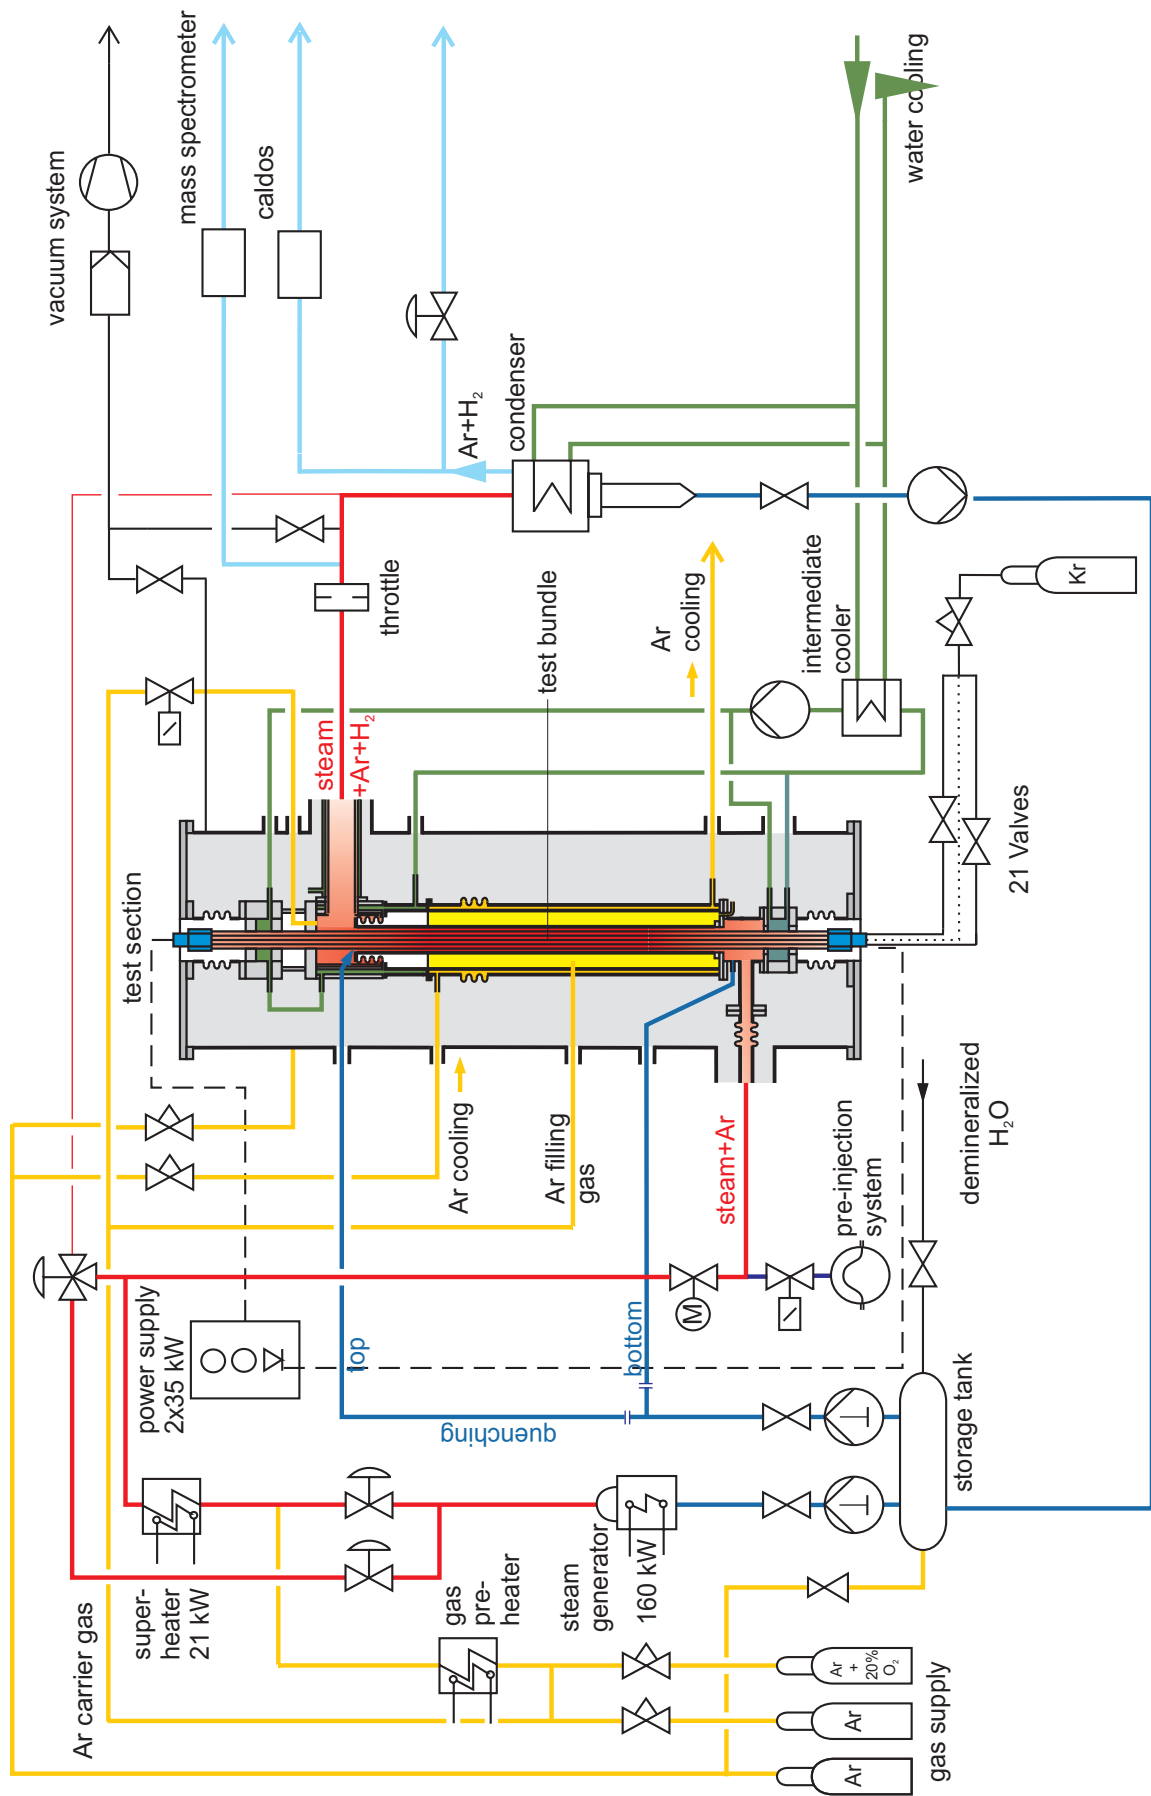 vacuum system
mass spectrometer
caldos
Ar+H₂
condenser
water cooling
throttle
test bundle
Ar
cooling
intermediate
cooler
Kr
steam
+Ar+H₂
21 Valves
test section
Ar cooling
Ar filling
gas
steam+Ar
pre-injection
system
demineralized
H₂O
M
power supply
2x35 kW
top
bottom
quenching
storage tank
super-
heater
21 kW
gas
pre-
heater
steam
generator
160 kW
Ar carrier gas
Ar
+
20%
O₂
Ar
Ar
gas supply